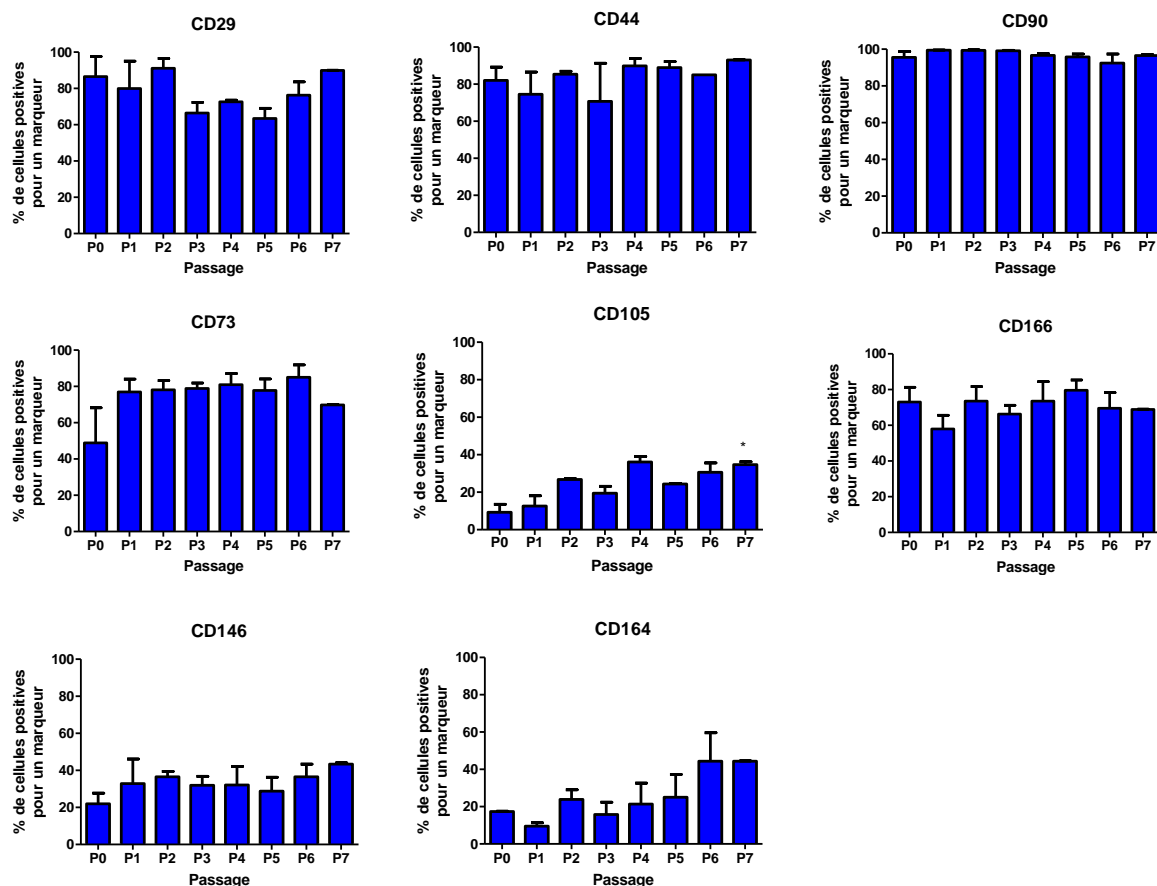 CD29
% de cellules positives
pour un marqueur
100
80
60
40
20
0
P0 P1 P2 P3 P4 P5 P6 P7
Passage
CD44
% de cellules positives
pour un marqueur
100
80
60
40
20
0
P0 P1 P2 P3 P4 P5 P6 P7
Passage
CD90
% de cellules positives
pour un marqueur
100
80
60
40
20
0
P0 P1 P2 P3 P4 P5 P6 P7
Passage
CD73
% de cellules positives
pour un marqueur
100
80
60
40
20
0
P0 P1 P2 P3 P4 P5 P6 P7
Passage
CD105
% de cellules positives
pour un marqueur
100
80
60
40
20
0
*
P0 P1 P2 P3 P4 P5 P6 P7
Passage
CD166
% de cellules positives
pour un marqueur
100
80
60
40
20
0
P0 P1 P2 P3 P4 P5 P6 P7
Passage
CD146
% de cellules positives
pour un marqueur
100
80
60
40
20
0
P0 P1 P2 P3 P4 P5 P6 P7
Passage
CD164
% de cellules positives
pour un marqueur
100
80
60
40
20
0
P0 P1 P2 P3 P4 P5 P6 P7
Passage